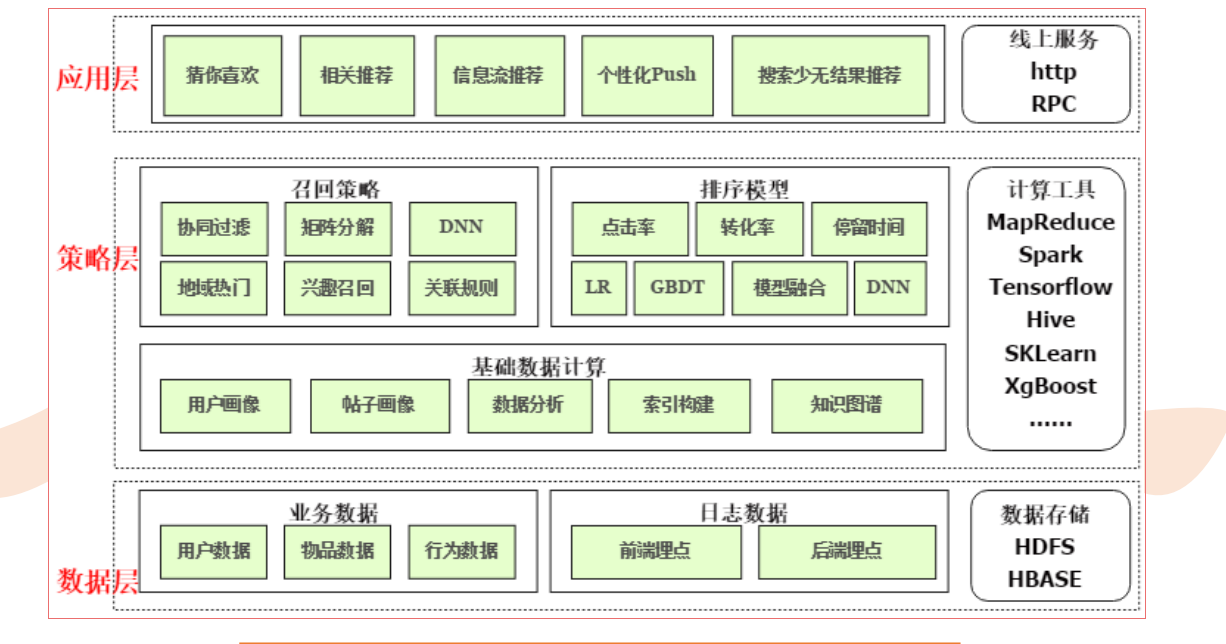 应用层
猜你喜欢
相关推荐
信息流推荐
个性化Push
搜索少无结果推荐
线上服务
http
RPC
策略层
召回策略
协同过滤
矩阵分解
DNN
地域热门
兴趣召回
关联规则
排序模型
点击率
转化率
停留时间
LR
GBDT
模型融合
DNN
基础数据计算
用户画像
帖子画像
数据分析
索引构建
知识图谱
计算工具
MapReduce
Spark
Tensorflow
Hive
SKLearn
XgBoost
......
数据层
业务数据
用户数据
物品数据
行为数据
日志数据
前端埋点
后端埋点
数据存储
HDFS
HBASE